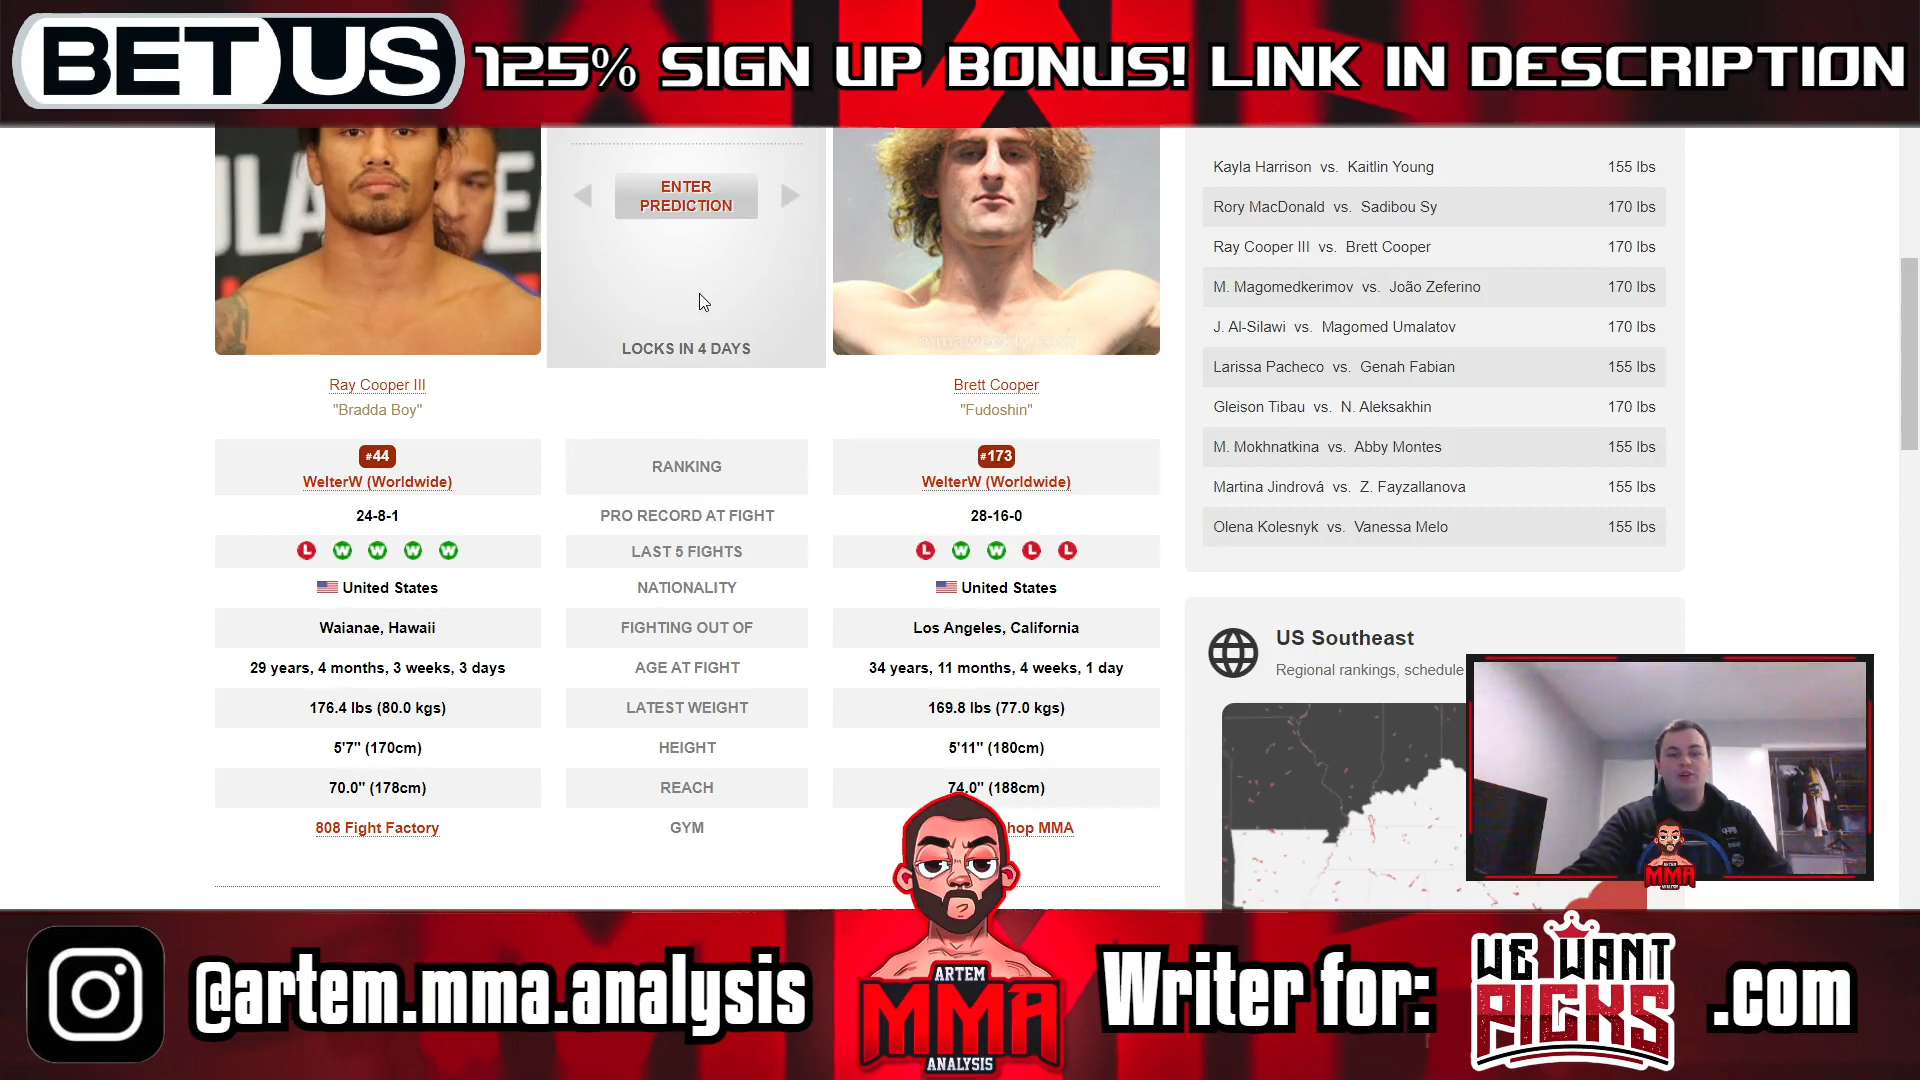 BETUS 125% SIGN UP BONUS! LINK IN DESCRIPTION
ENTER
PREDICTION
LOCKS IN 4 DAYS
mmaweekly.com
Ray Cooper III
"Bradda Boy"
Brett Cooper
"Fudoshin"
#44
WelterW (Worldwide)
RANKING
#173
WelterW (Worldwide)
24-8-1
PRO RECORD AT FIGHT
28-16-0
L W W W W
LAST 5 FIGHTS
L W W L L
United States
NATIONALITY
United States
Waianae, Hawaii
FIGHTING OUT OF
Los Angeles, California
29 years, 4 months, 3 weeks, 3 days
AGE AT FIGHT
34 years, 11 months, 4 weeks, 1 day
176.4 lbs (80.0 kgs)
LATEST WEIGHT
169.8 lbs (77.0 kgs)
5'7" (170cm)
HEIGHT
5'11" (180cm)
70.0" (178cm)
REACH
74.0" (188cm)
808 Fight Factory
GYM
hop MMA
Kayla Harrison vs. Kaitlin Young 155 lbs
Rory MacDonald vs. Sadibou Sy 170 lbs
Ray Cooper III vs. Brett Cooper 170 lbs
M. Magomedkerimov vs. João Zeferino 170 lbs
J. Al-Silawi vs. Magomed Umalatov 170 lbs
Larissa Pacheco vs. Genah Fabian 155 lbs
Gleison Tibau vs. N. Aleksakhin 170 lbs
M. Mokhnatkina vs. Abby Montes 155 lbs
Martina Jindrová vs. Z. Fayzallanova 155 lbs
Olena Kolesnyk vs. Vanessa Melo 155 lbs
US Southeast
Regional rankings, schedule
ARTEM
MMA
ANALYSIS
@artem.mma.analysis
ARTEM
MMA
ANALYSIS
Writer for:
WE WANT
PICKS
.com